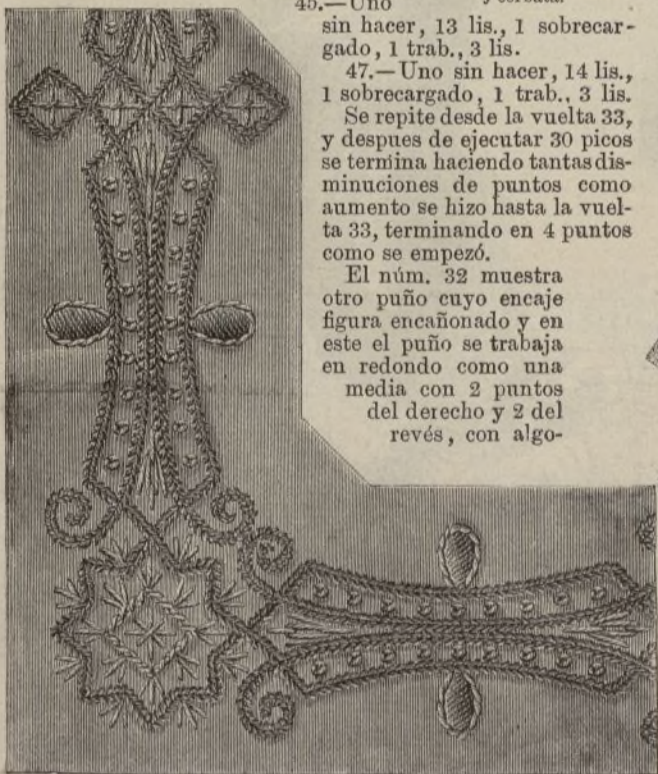 45.—Uno
sin hacer, 13 lis., 1 sobrecar-
gado, 1 trab., 3 lis.
47.—Uno sin hacer, 14 lis.,
1 sobrecargado, 1 trab., 3 lis.
Se repite desde la vuelta 33,
y despues de ejecutar 30 picos
se termina haciendo tantas dis-
minuciones de puntos como
aumento se hizo hasta la vuel-
ta 33, terminando en 4 puntos
como se empezó.
El núm. 32 muestra
otro puño cuyo encaje
figura encañonado y en
este el puño se trabaja
en redondo como una
media con 2 puntos
del derecho y 2 del
revés, con algo-